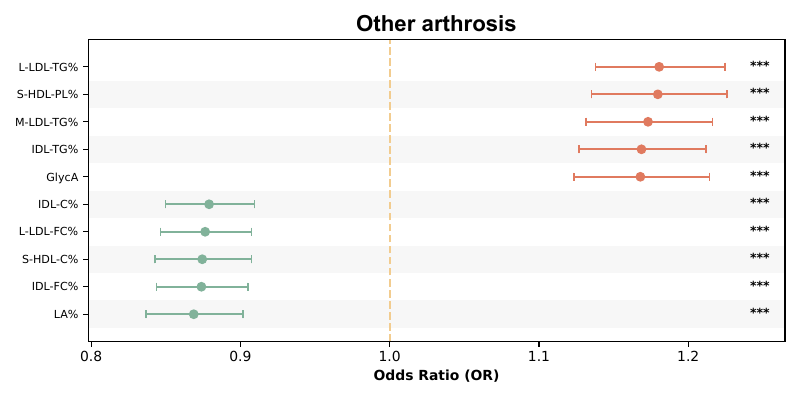 Other arthrosis
L-LDL-TG% ***
S-HDL-PL% ***
M-LDL-TG% ***
IDL-TG% ***
GlycA ***
IDL-C% ***
L-LDL-FC% ***
S-HDL-C% ***
IDL-FC% ***
LA% ***
0.8 0.9 1.0 1.1 1.2
Odds Ratio (OR)